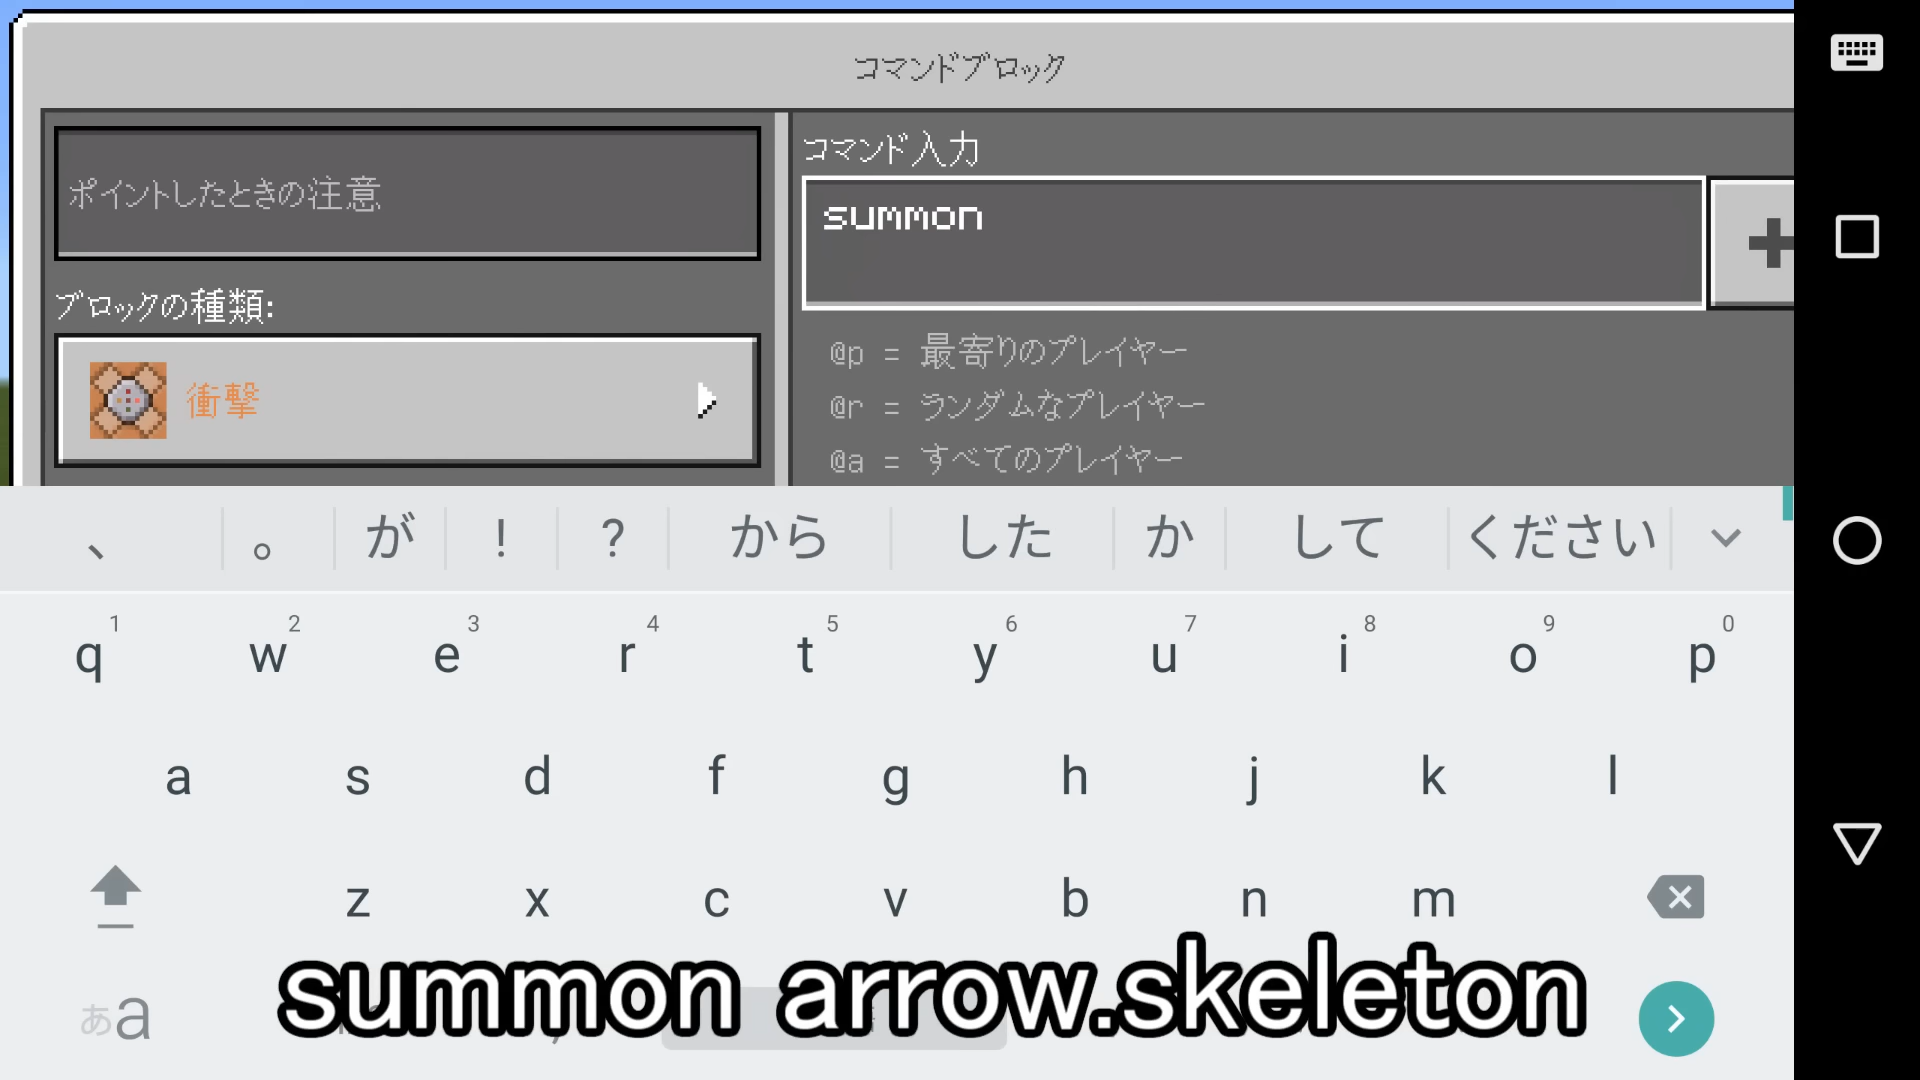 コマンドブロック
ポイントしたときの注意
ブロックの種類:
衝撃
コマンド入力
summon
@p = 最寄りのプレイヤー
@r = ランダムなプレイヤー
@a = すべてのプレイヤー
、 。 が ! ? から した か して ください
1 2 3 4 5 6 7 8 9 0
q w e r t y u i o p
a s d f g h j k l
z x c v b n m
あa
summon arrow.skeleton